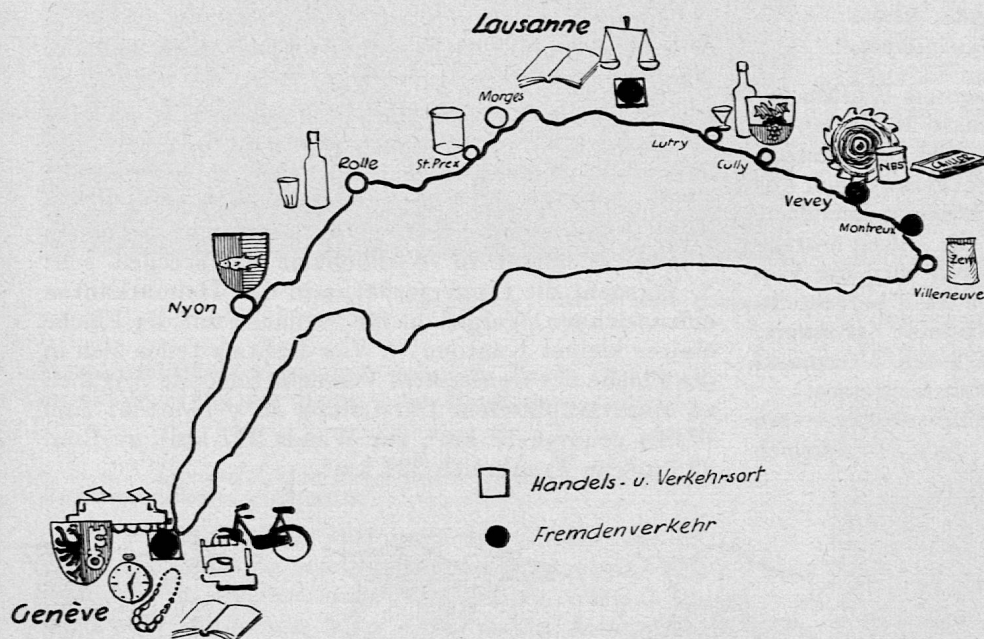 Lausanne
Morges
St.Prex
Rolle
Lutry
Cully
NBS
Vevey
Montreux
Zem
Villeneuve
Nyon
Handels- u. Verkehrsort
Fremdenverkehr
Genève